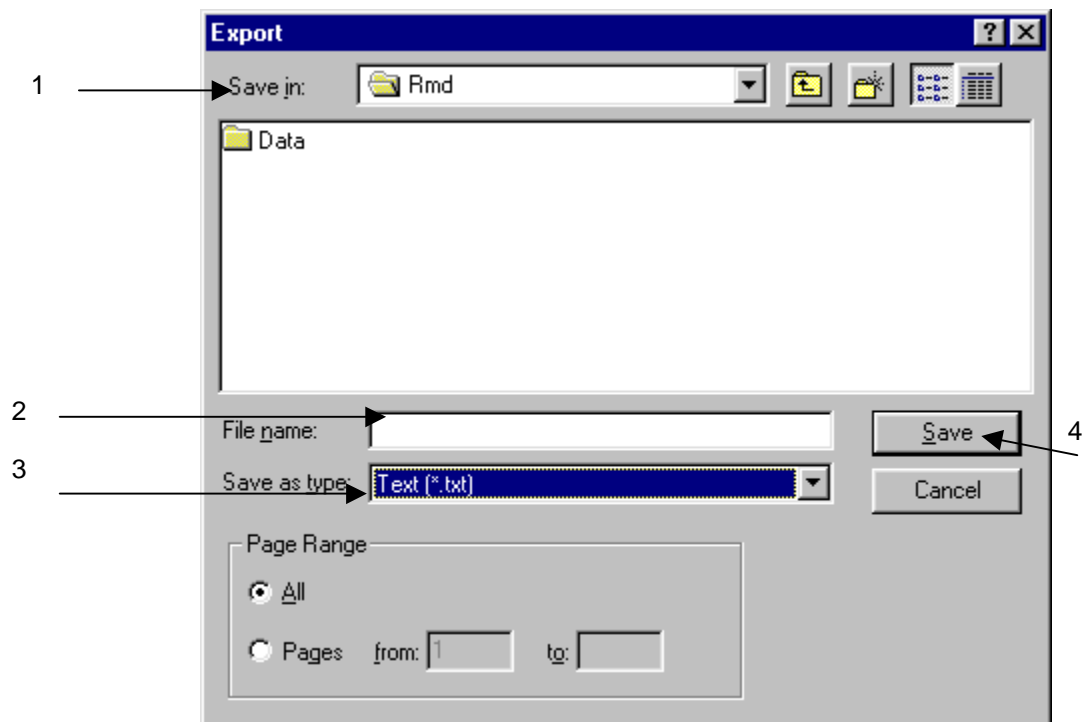 Export
1 Save in: Rmd
Data
2 File name: Save 4
3 Save as type: Text (*.txt) Cancel
Page Range
All
Pages from: 1 to: